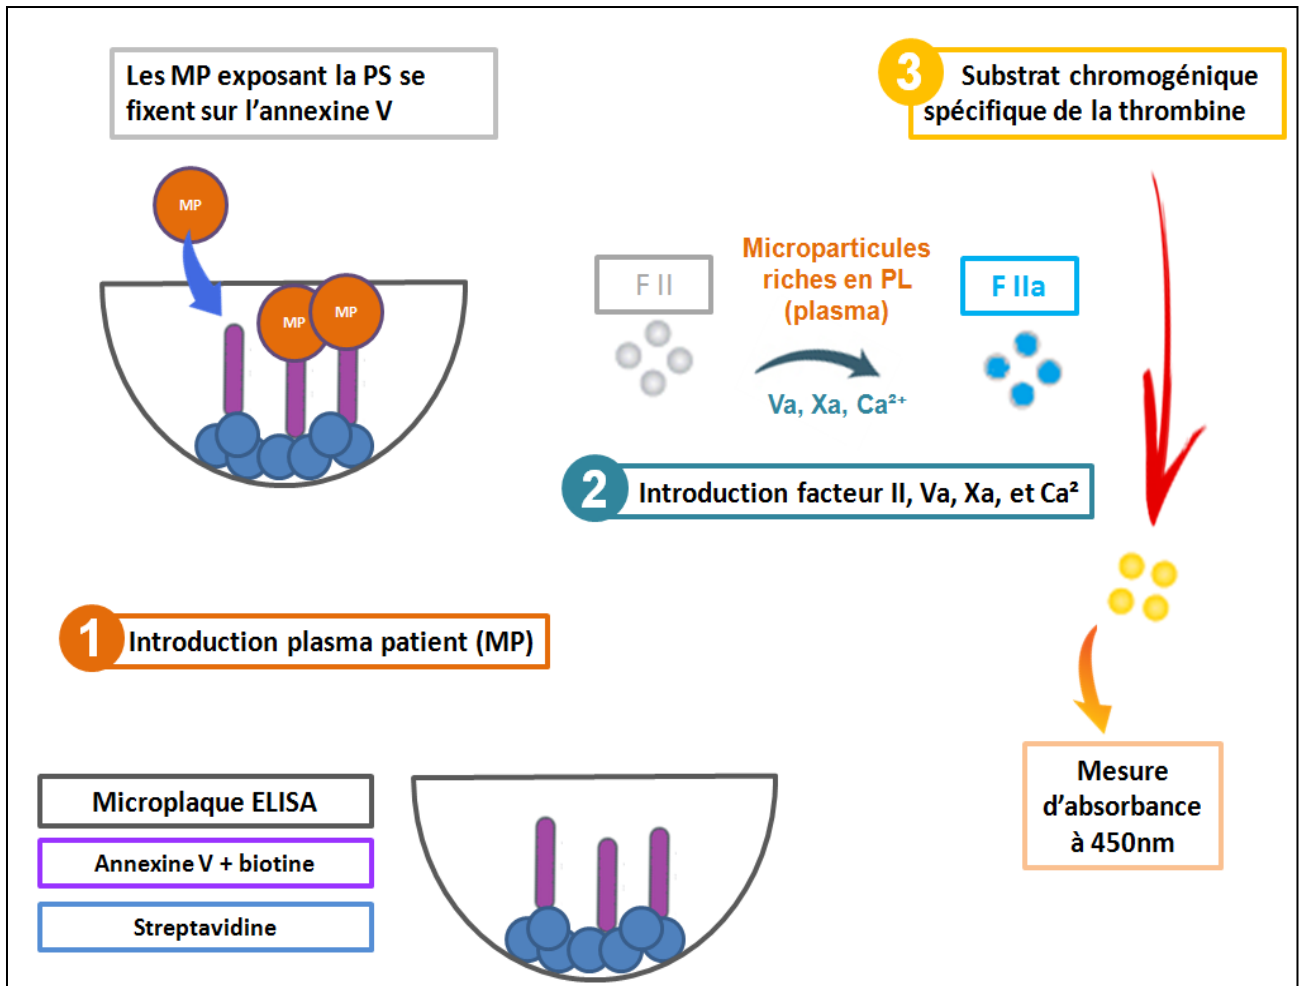 Les MP exposant la PS se
fixent sur l'annexine V
3
Substrat chromogénique
spécifique de la thrombine
MP
MP
MP
F II
Microparticules
riches en PL
(plasma)
F IIa
Va, Xa, Ca²⁺
2
Introduction facteur II, Va, Xa, et Ca²
1
Introduction plasma patient (MP)
Microplaque ELISA
Annexine V + biotine
Streptavidine
Mesure
d'absorbance
à 450nm